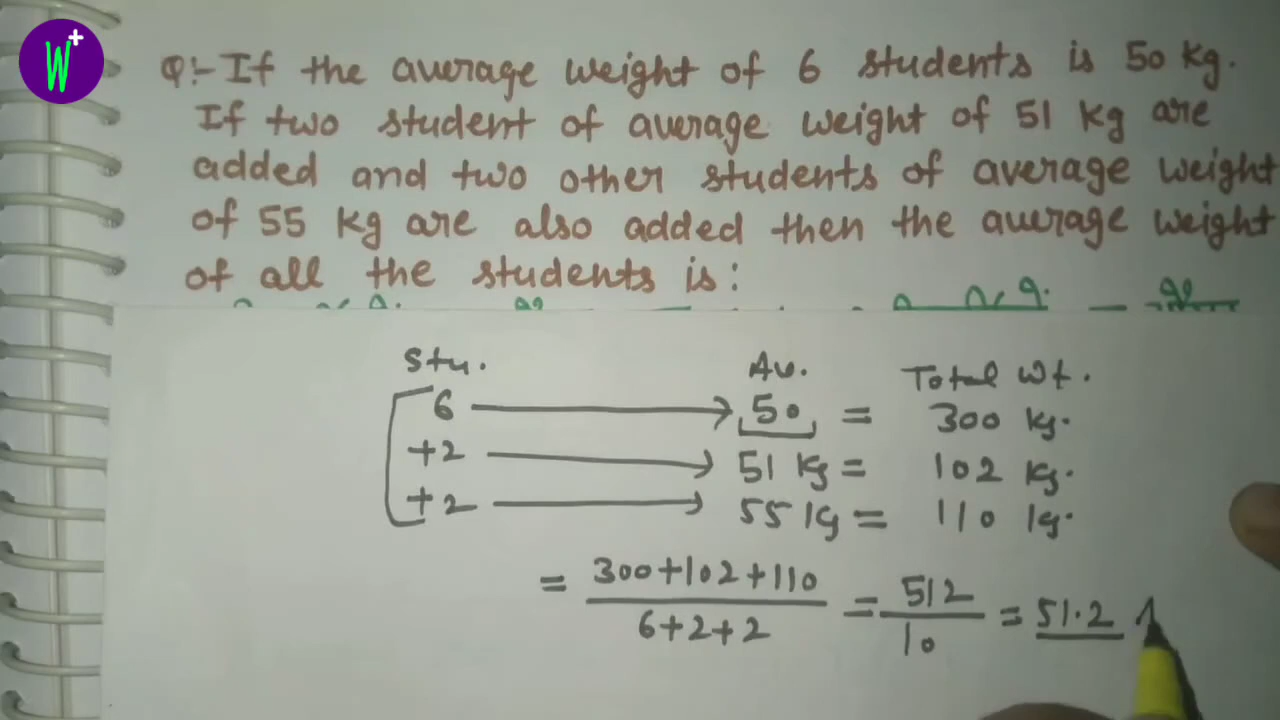 W+
Q:- If the average weight of 6 students is 50 kg.
If two student of average weight of 51 kg are
added and two other students of average weight
of 55 kg are also added then the average weight
of all the students is:
Stu. Av. Total wt.
6 → 50 = 300 kg.
+2 → 51 kg = 102 kg.
+2 → 55 kg = 110 kg.
= 300+102+110 / 6+2+2 = 512 / 10 = 51.2